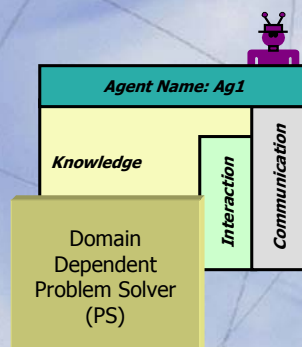 Agent Name: Ag1
Knowledge
Interaction
Communication
Domain
Dependent
Problem Solver
(PS)